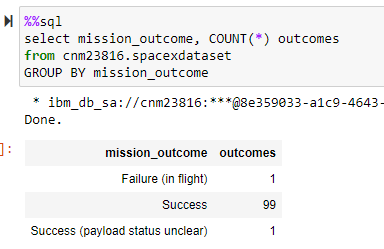 %%sql
select mission_outcome, COUNT(*) outcomes
from cnm23816.spacexdataset
GROUP BY mission_outcome
* ibm_db_sa://cnm23816:***@8e359033-a1c9-4643-
Done.
]:
mission_outcome outcomes
Failure (in flight) 1
Success 99
Success (payload status unclear) 1